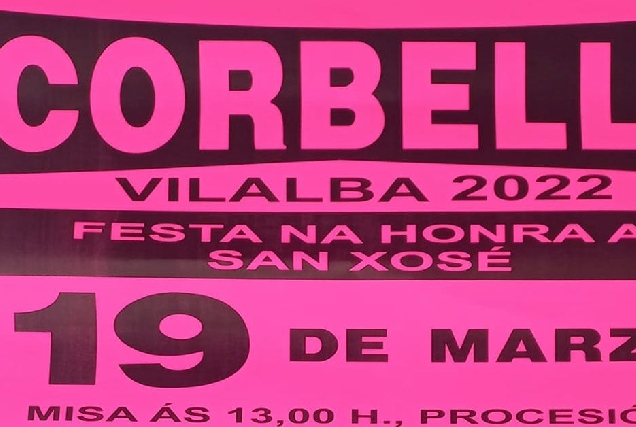 CORBELL
VILALBA 2022
FESTA NA HONRA A
SAN XOSÉ
19 DE MARZ
MISA ÁS 13,00 H., PROCESIÓ